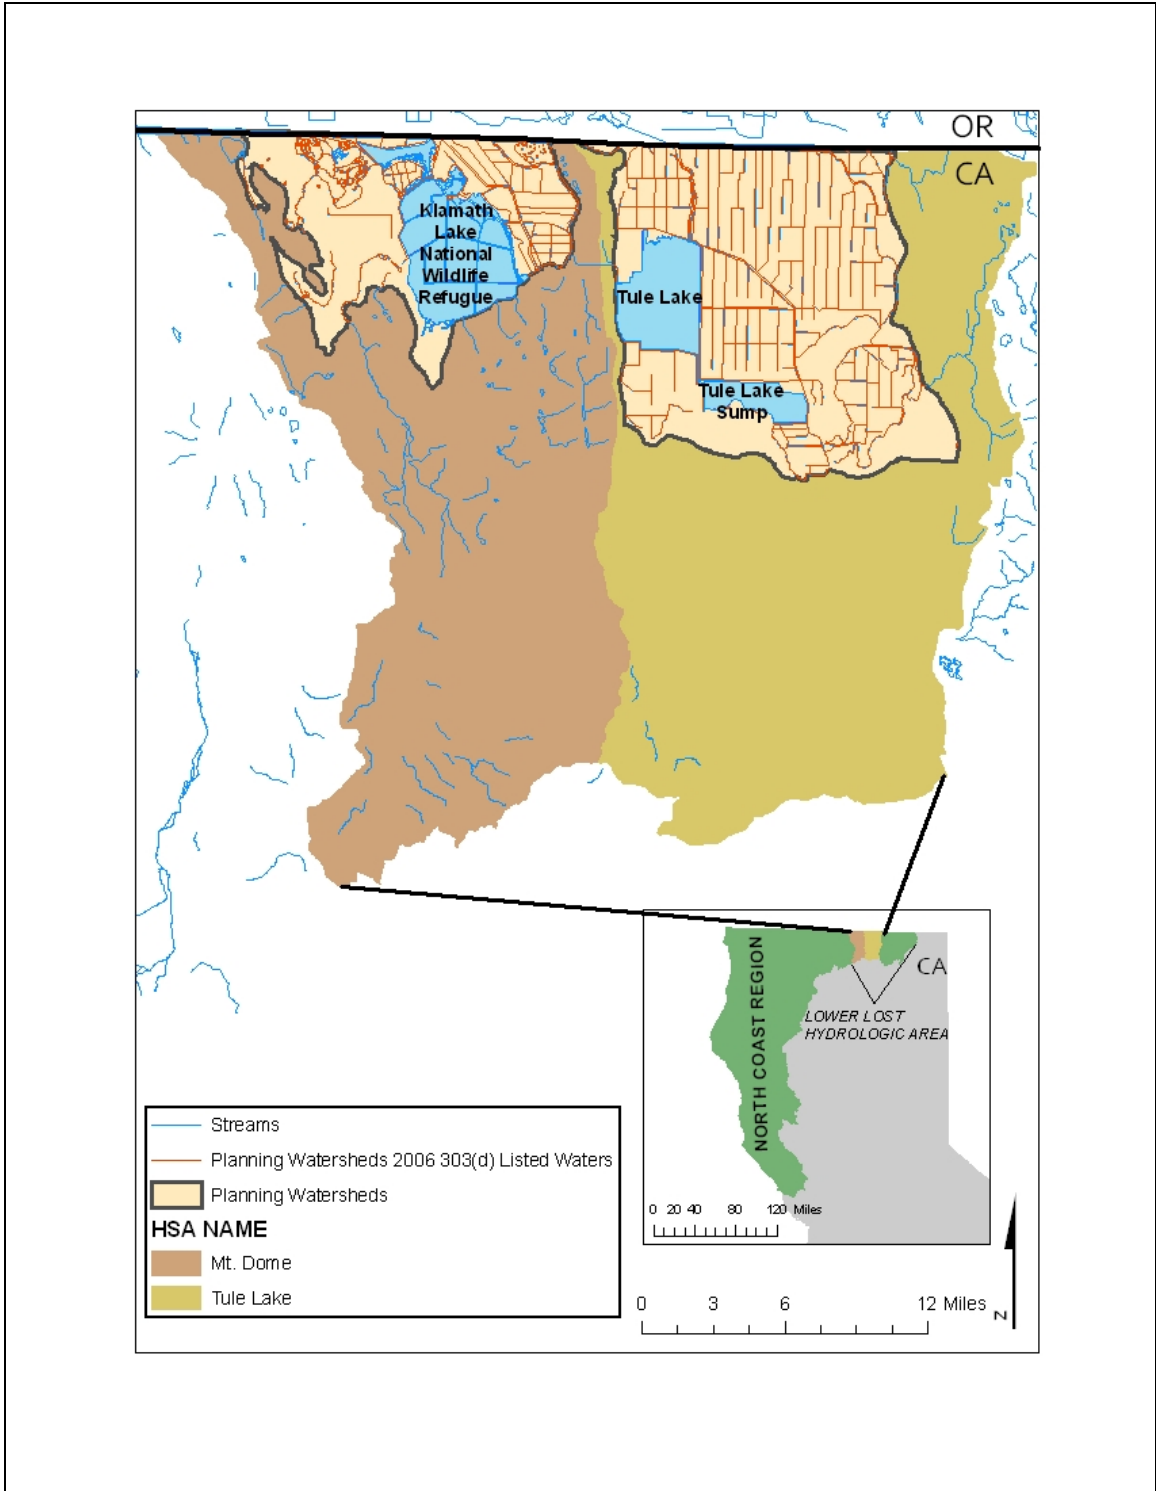 OR
CA
Klamath
Lake
National
Wildlife
Refugue
Tule Lake
Tule Lake
Sump
NORTH COAST REGION
CA
LOWER LOST
HYDROLOGIC AREA
0 20 40 80 120 Miles
Streams
Planning Watersheds 2006 303(d) Listed Waters
Planning Watersheds
HSA NAME
Mt. Dome
Tule Lake
0 3 6 12 Miles
N